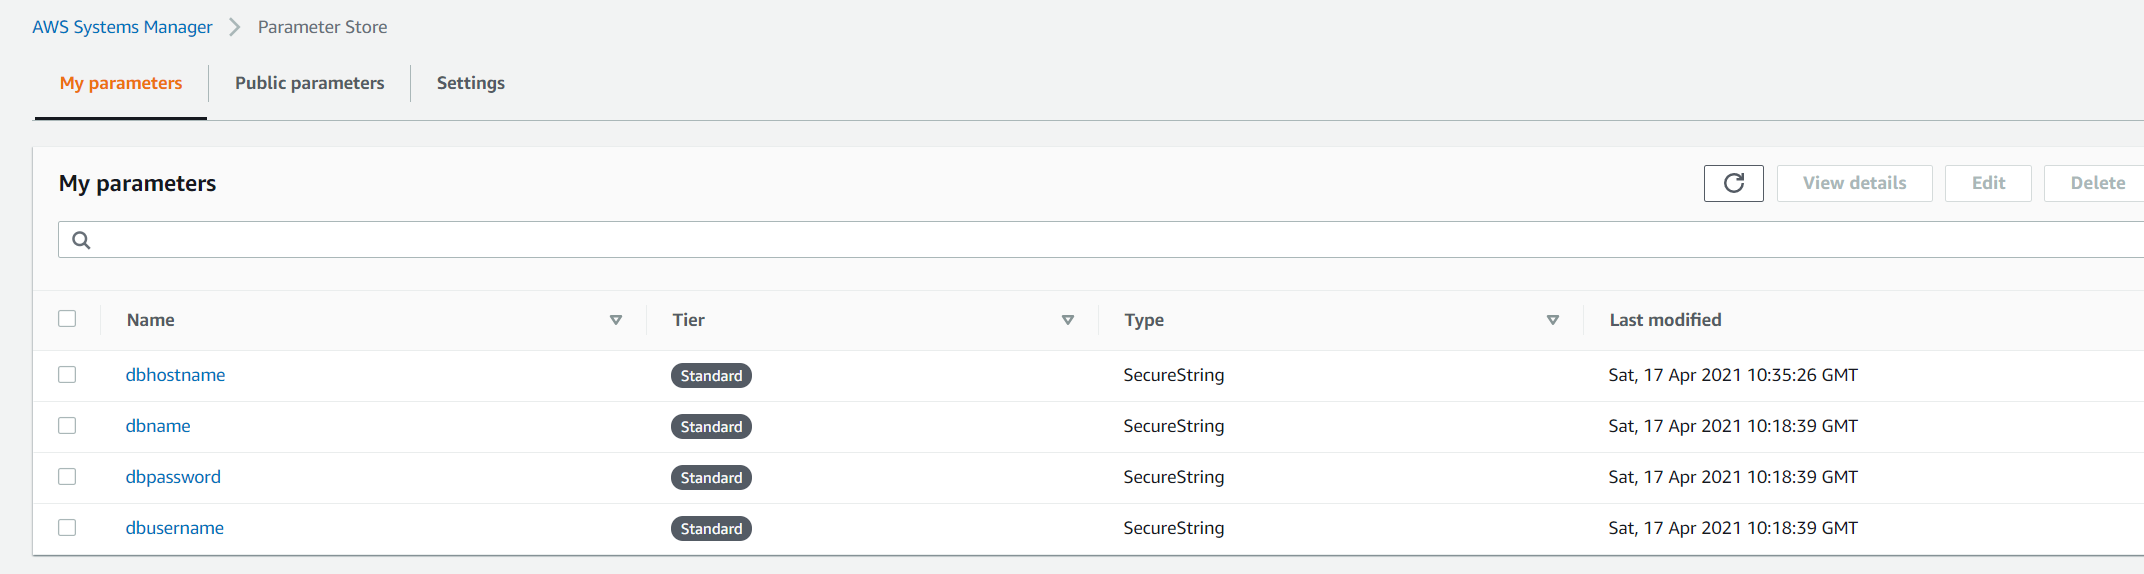 AWS Systems Manager > Parameter Store
My parameters Public parameters Settings
My parameters View details Edit Delete
Name Tier Type Last modified
dbhostname Standard SecureString Sat, 17 Apr 2021 10:35:26 GMT
dbname Standard SecureString Sat, 17 Apr 2021 10:18:39 GMT
dbpassword Standard SecureString Sat, 17 Apr 2021 10:18:39 GMT
dbusername Standard SecureString Sat, 17 Apr 2021 10:18:39 GMT